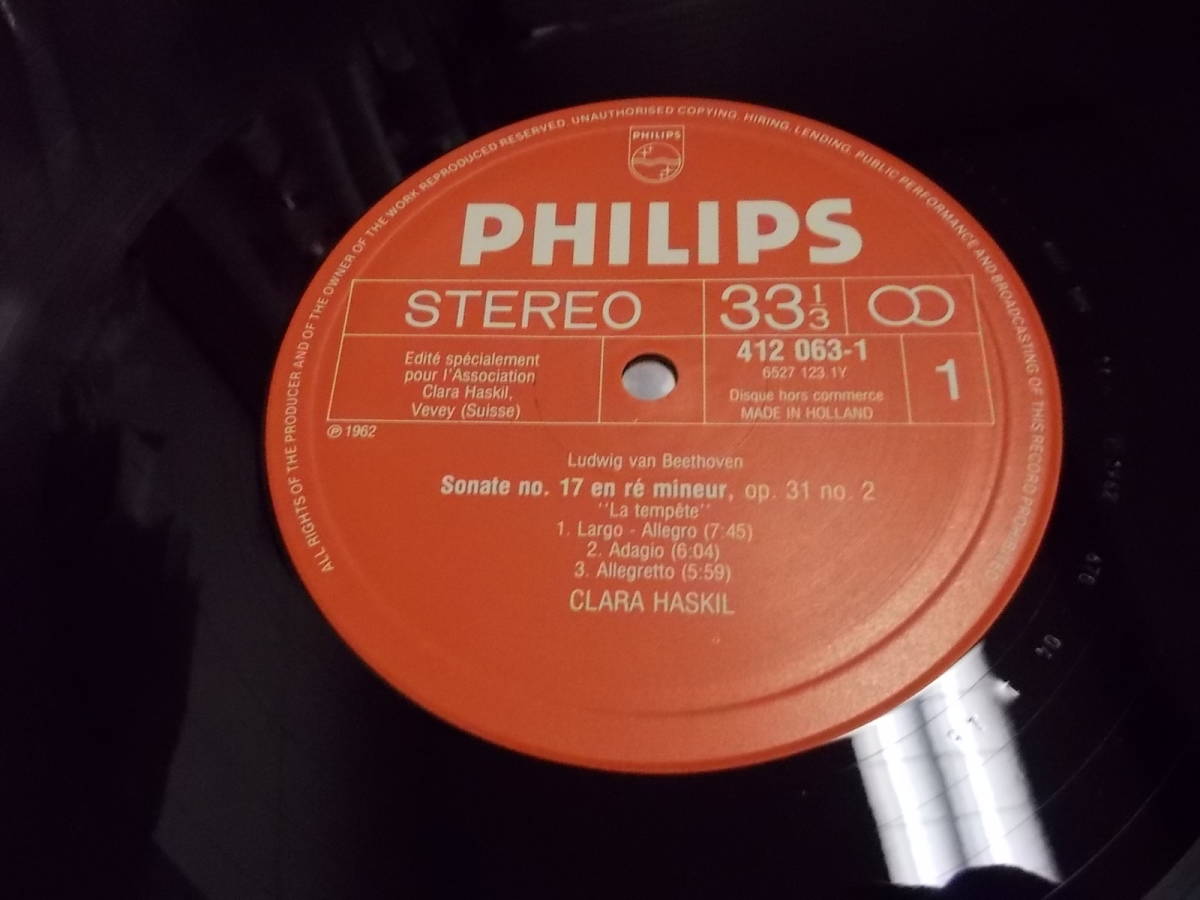 ALL RIGHTS OF THE PRODUCER AND OF THE OWNER OF THE WORK REPRODUCED RESERVED. UNAUTHORISED COPYING, HIRING, LENDING, PUBLIC PERFORMANCE AND BROADCASTING OF THIS RECORD PROHIBITED
PHILIPS
PHILIPS
STEREO
33 1/3
Edité spécialement
pour l'Association
Clara Haskil,
Vevey (Suisse)
412 063-1
6527 123 1Y
Disque hors commerce
MADE IN HOLLAND
1
℗ 1962
Ludwig van Beethoven
Sonate no. 17 en ré mineur, op. 31 no. 2
"La tempête"
1. Largo - Allegro (7:45)
2. Adagio (6:04)
3. Allegretto (5:59)
CLARA HASKIL